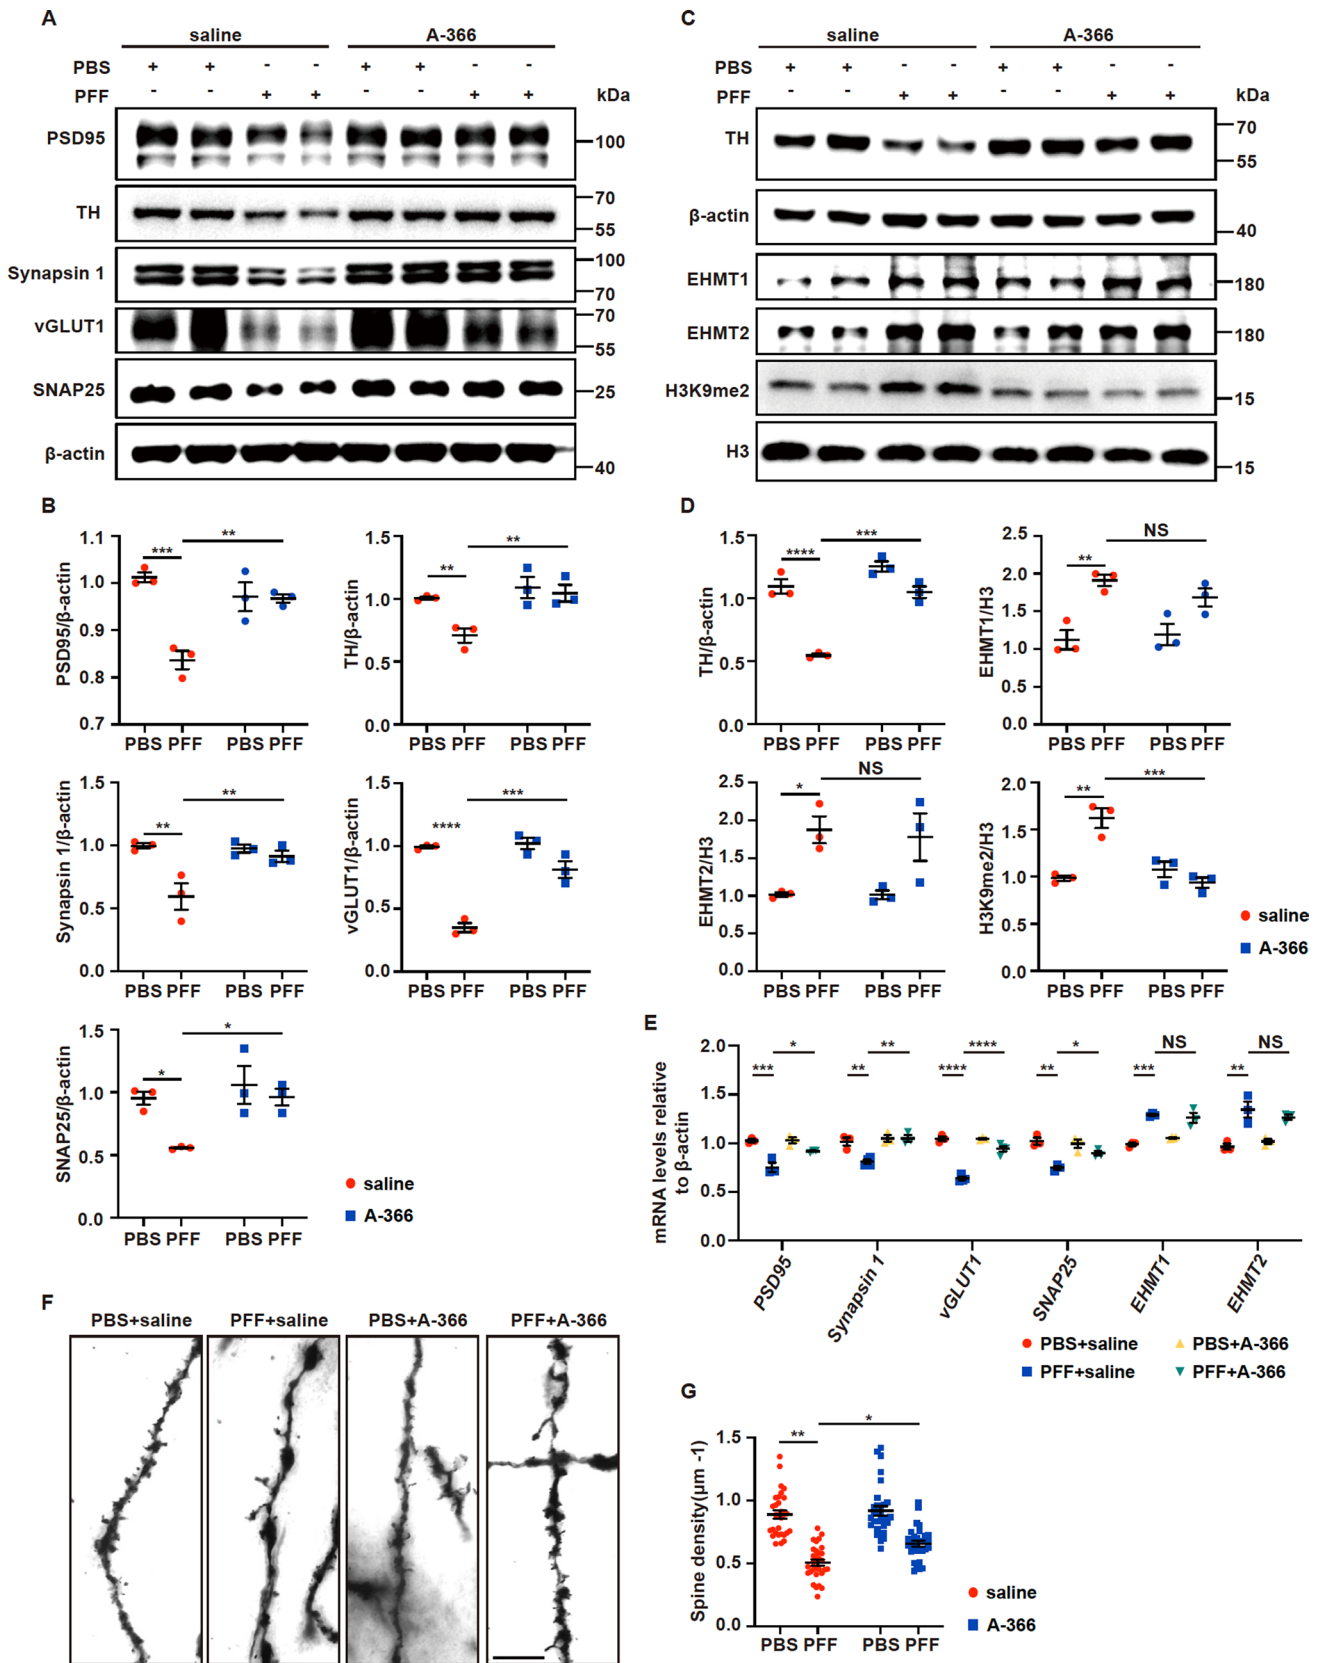 A
saline A-366
PBS + + - - + + - -
PFF - - + + - - + + kDa
PSD95 100
TH 70
55
Synapsin 1 100
70
vGLUT1 70
55
SNAP25 25
β-actin 40
C
saline A-366
PBS + + - - + + - -
PFF - - + + - - + + kDa
TH 70
55
β-actin 40
EHMT1 180
EHMT2 180
H3K9me2 15
H3 15
B
PSD95/β-actin
1.1
1.0
0.9
0.8
0.7
*** **
PBS PFF PBS PFF
TH/β-actin
1.5
1.0
0.5
0.0
** **
PBS PFF PBS PFF
Synapsin 1/β-actin
1.5
1.0
0.5
0.0
** **
PBS PFF PBS PFF
vGLUT1/β-actin
1.5
1.0
0.5
0.0
**** ***
PBS PFF PBS PFF
SNAP25/β-actin
1.5
1.0
0.5
0.0
* *
PBS PFF PBS PFF
saline
A-366
D
TH/β-actin
1.5
1.0
0.5
0.0
**** ***
PBS PFF PBS PFF
EHMT1/H3
2.5
2.0
1.5
1.0
0.5
0.0
** NS
PBS PFF PBS PFF
EHMT2/H3
2.5
2.0
1.5
1.0
0.5
0.0
* NS
PBS PFF PBS PFF
H3K9me2/H3
2.0
1.5
1.0
0.5
0.0
** ***
PBS PFF PBS PFF
saline
A-366
E
mRNA levels relative
to β-actin
2.0
1.5
1.0
0.5
0.0
* ** **** * NS NS
*** ** **** ** *** **
PSD95 Synapsin 1 vGLUT1 SNAP25 EHMT1 EHMT2
PBS+saline PBS+A-366
PFF+saline PFF+A-366
F
PBS+saline PFF+saline PBS+A-366 PFF+A-366
G
Spine density(μm -1)
1.5
1.0
0.5
0.0
** *
PBS PFF PBS PFF
saline
A-366